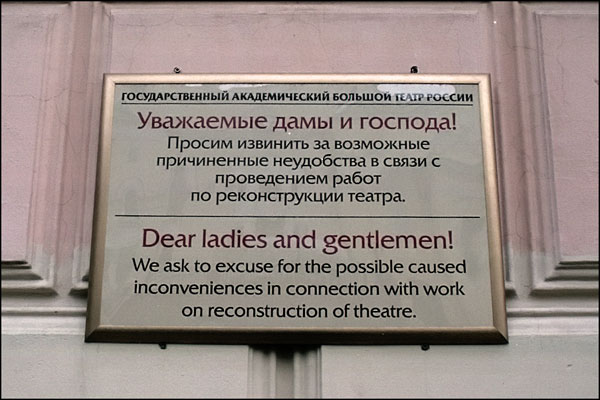 ГОСУДАРСТВЕННЫЙ АКАДЕМИЧЕСКИЙ БОЛЬШОЙ ТЕАТР РОССИИ
Уважаемые дамы и господа!
Просим извинить за возможные
причиненные неудобства в связи с
проведением работ
по реконструкции театра.
Dear ladies and gentlemen!
We ask to excuse for the possible caused
inconveniences in connection with work
on reconstruction of theatre.